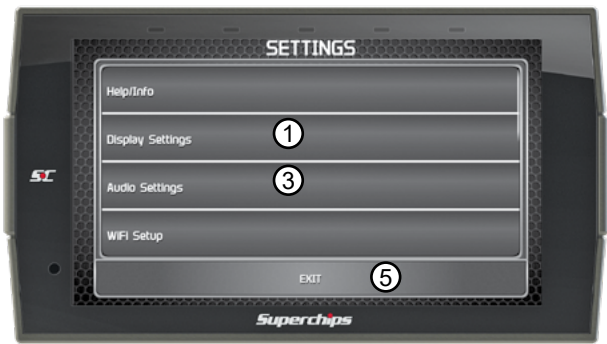 SETTINGS
Help/Info
Display Settings 1
Audio Settings 3
WiFi Setup
EXIT 5
SC
Superchips